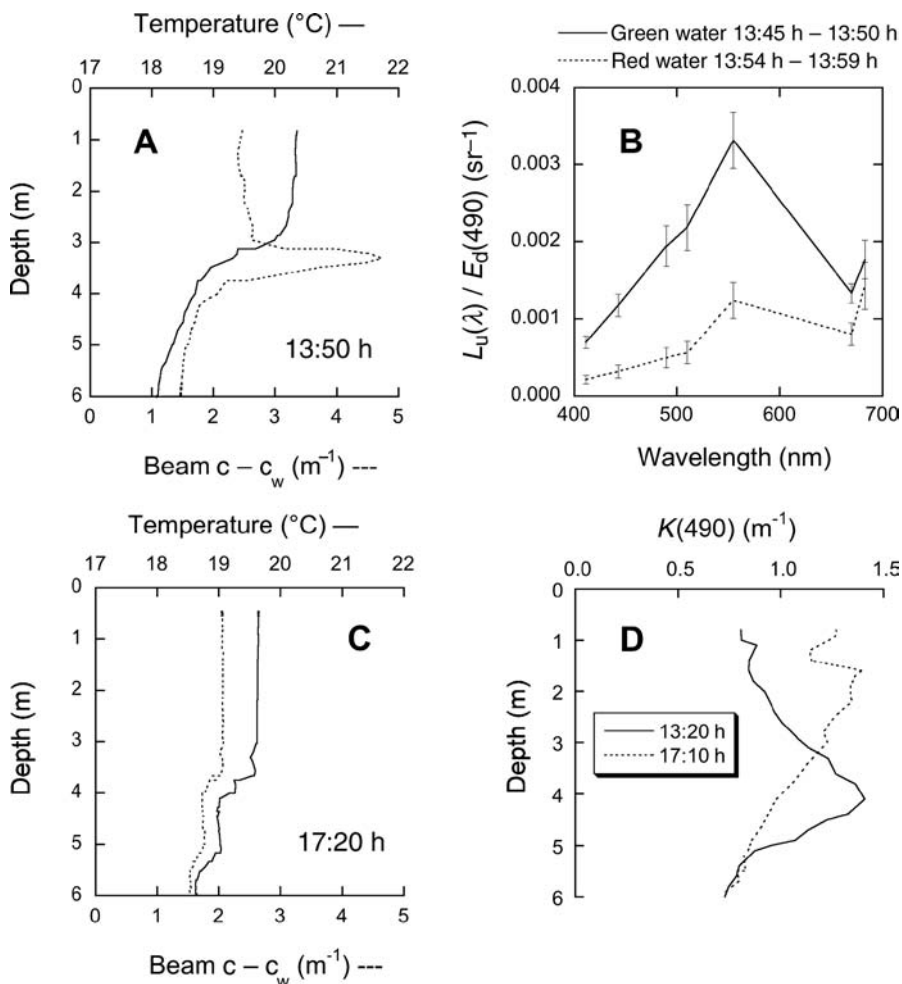 Temperature (°C) —
17 18 19 20 21 22
0
1
2
3
4
5
6
Depth (m)
A
13:50 h
0 1 2 3 4 5
Beam c – c_w (m⁻¹) ---
Green water 13:45 h – 13:50 h
Red water 13:54 h – 13:59 h
0.004
0.003
0.002
0.001
0.000
L_u(λ) / E_d(490) (sr⁻¹)
B
400 500 600 700
Wavelength (nm)
Temperature (°C) —
17 18 19 20 21 22
0
1
2
3
4
5
6
Depth (m)
C
17:20 h
0 1 2 3 4 5
Beam c – c_w (m⁻¹) ---
K(490) (m⁻¹)
0.0 0.5 1.0 1.5
0
1
2
3
4
5
6
Depth (m)
D
13:20 h
17:10 h